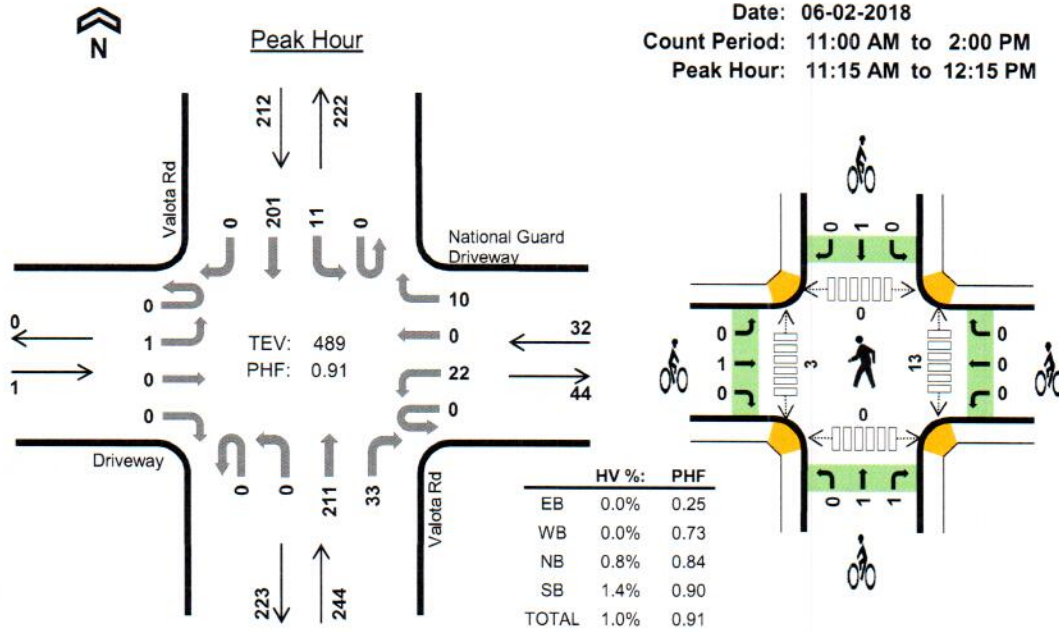 Date: 06-02-2018
Count Period: 11:00 AM to 2:00 PM
Peak Hour: 11:15 AM to 12:15 PM
N
Peak Hour
212
222
Valota Rd
0
201
11
0
National Guard
Driveway
0
1
0
0
10
0
22
0
0
1
32
44
TEV: 489
PHF: 0.91
Driveway
0
0
211
33
Valota Rd
223
244
HV %: PHF
EB 0.0% 0.25
WB 0.0% 0.73
NB 0.8% 0.84
SB 1.4% 0.90
TOTAL 1.0% 0.91
0 1 0
0
0
1
0
3
13
0
0
0
0
0 1 1